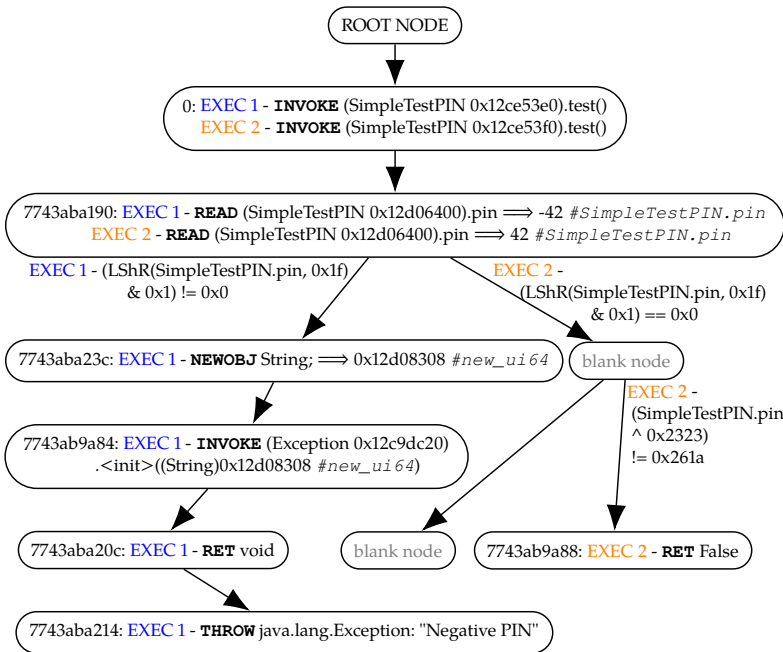 ROOT NODE
0: EXEC 1 - INVOKE (SimpleTestPIN 0x12ce53e0).test()
EXEC 2 - INVOKE (SimpleTestPIN 0x12ce53f0).test()
7743aba190: EXEC 1 - READ (SimpleTestPIN 0x12d06400).pin ⟹ -42 #SimpleTestPIN.pin
EXEC 2 - READ (SimpleTestPIN 0x12d06400).pin ⟹ 42 #SimpleTestPIN.pin
EXEC 1 - (LShR(SimpleTestPIN.pin, 0x1f)
& 0x1) != 0x0
EXEC 2 -
(LShR(SimpleTestPIN.pin, 0x1f)
& 0x1) == 0x0
7743aba23c: EXEC 1 - NEWOBJ String; ⟹ 0x12d08308 #new_ui64
blank node
EXEC 2 -
(SimpleTestPIN.pin
^ 0x2323)
!= 0x261a
7743ab9a84: EXEC 1 - INVOKE (Exception 0x12c9dc20)
.<init>((String)0x12d08308 #new_ui64)
7743aba20c: EXEC 1 - RET void
blank node
7743ab9a88: EXEC 2 - RET False
7743aba214: EXEC 1 - THROW java.lang.Exception: "Negative PIN"